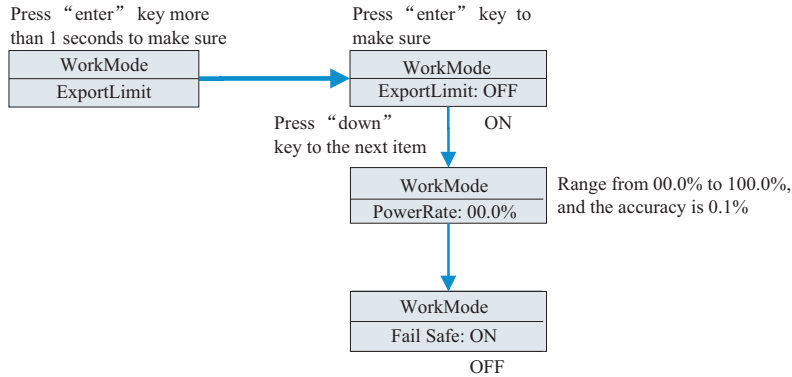 Press “enter” key more
than 1 seconds to make sure
WorkMode
ExportLimit
Press “enter” key to
make sure
WorkMode
ExportLimit: OFF
ON
Press “down”
key to the next item
WorkMode
PowerRate: 00.0%
Range from 00.0% to 100.0%,
and the accuracy is 0.1%
WorkMode
Fail Safe: ON
OFF